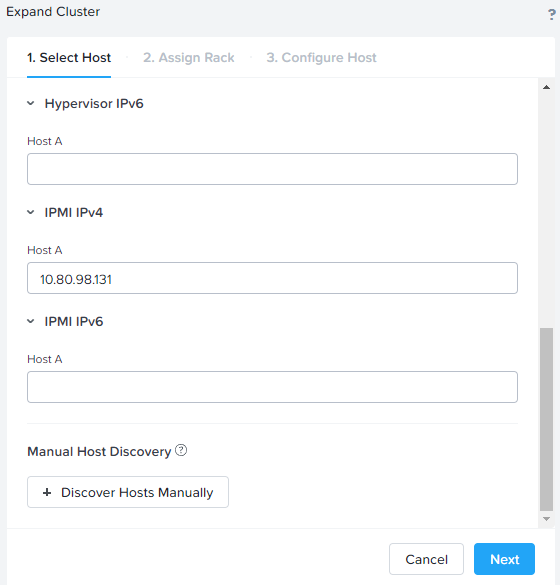 Expand Cluster
?
1. Select Host
2. Assign Rack
3. Configure Host
Hypervisor IPv6
Host A
IPMI IPv4
Host A
10.80.98.131
IPMI IPv6
Host A
Manual Host Discovery ?
+ Discover Hosts Manually
Cancel
Next